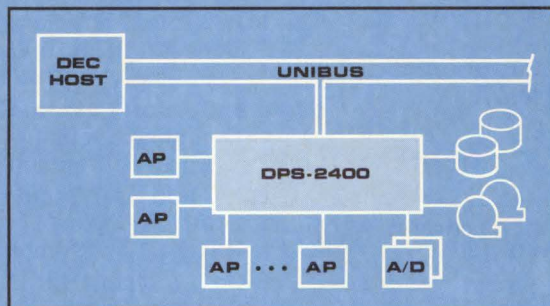 DEC
HOST
UNIBUS
AP
DPS-2400
AP
AP • • • AP
A/D